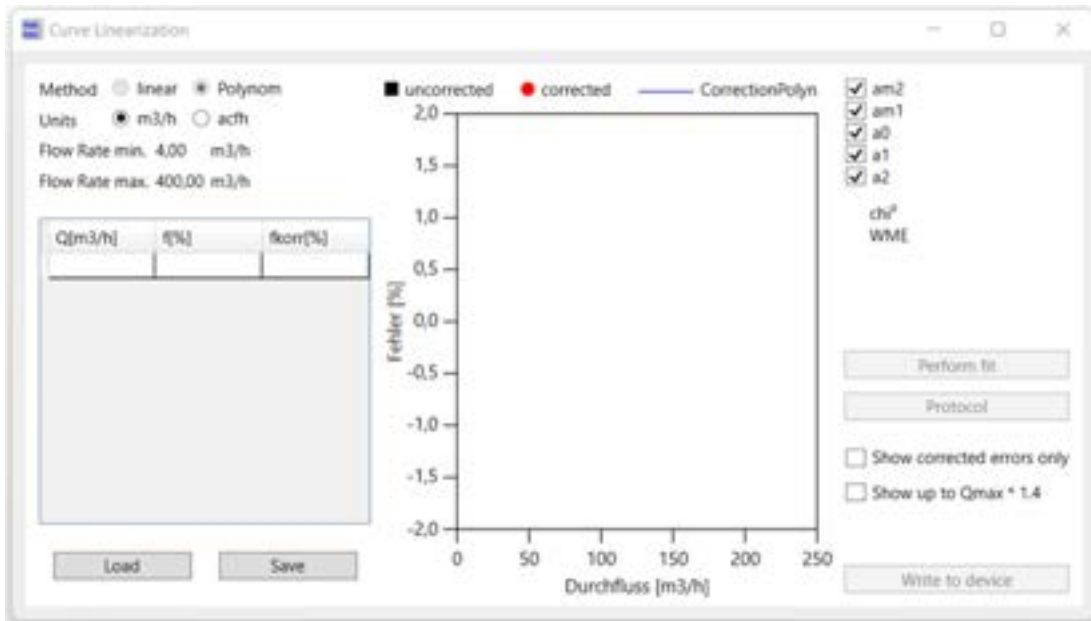 Curve Linearization
Method linear Polynom
Units m3/h acfh
Flow Rate min. 4,00 m3/h
Flow Rate max. 400,00 m3/h
Q[m3/h] f[%] fkorr[%]
Load Save
uncorrected corrected CorrectionPolyn
2,0
1,5
1,0
0,5
0,0
-0,5
-1,0
-1,5
-2,0
Fehler [%]
0 50 100 150 200 250
Durchfluss [m3/h]
am2
am1
a0
a1
a2
chi²
WME
Perform fit
Protocol
Show corrected errors only
Show up to Qmax * 1.4
Write to device